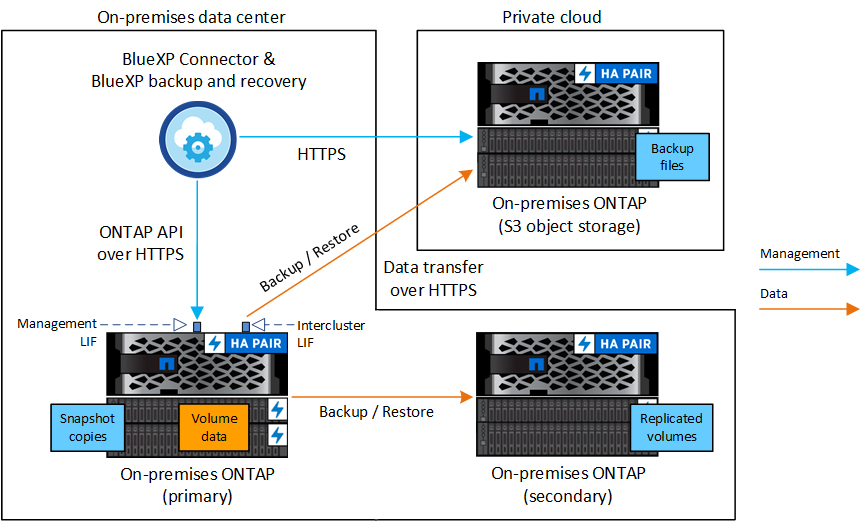 On-premises data center
Private cloud
BlueXP Connector &
BlueXP backup and recovery
HA PAIR
HTTPS
Backup
files
On-premises ONTAP
(S3 object storage)
ONTAP API
over HTTPS
Backup / Restore
Data transfer
over HTTPS
Management
Data
Management
LIF
Intercluster
LIF
HA PAIR
HA PAIR
Backup / Restore
Snapshot
copies
Volume
data
Replicated
volumes
On-premises ONTAP
(primary)
On-premises ONTAP
(secondary)